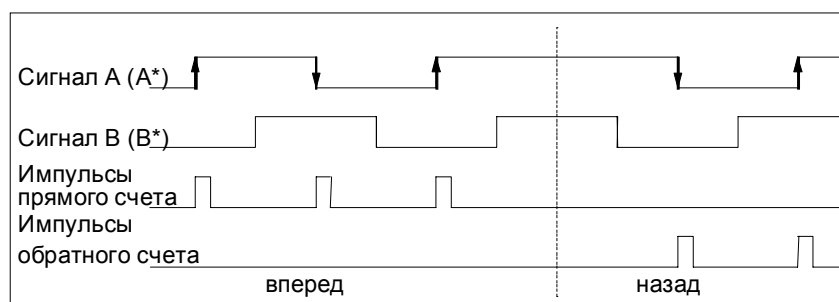 Сигнал А (А*)
Сигнал В (В*)
Импульсы
прямого счета
Импульсы
обратного счета
вперед назад